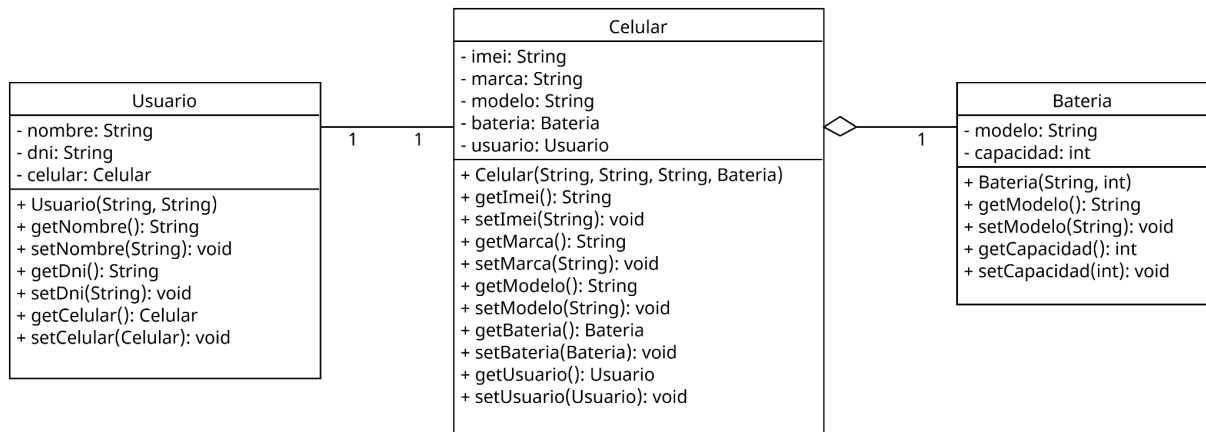 Usuario
- nombre: String
- dni: String
- celular: Celular
+ Usuario(String, String)
+ getNombre(): String
+ setNombre(String): void
+ getDni(): String
+ setDni(String): void
+ getCelular(): Celular
+ setCelular(Celular): void
1
1
Celular
- imei: String
- marca: String
- modelo: String
- bateria: Bateria
- usuario: Usuario
+ Celular(String, String, String, Bateria)
+ getImei(): String
+ setImei(String): void
+ getMarca(): String
+ setMarca(String): void
+ getModelo(): String
+ setModelo(String): void
+ getBateria(): Bateria
+ setBateria(Bateria): void
+ getUsuario(): Usuario
+ setUsuario(Usuario): void
1
Bateria
- modelo: String
- capacidad: int
+ Bateria(String, int)
+ getModelo(): String
+ setModelo(String): void
+ getCapacidad(): int
+ setCapacidad(int): void